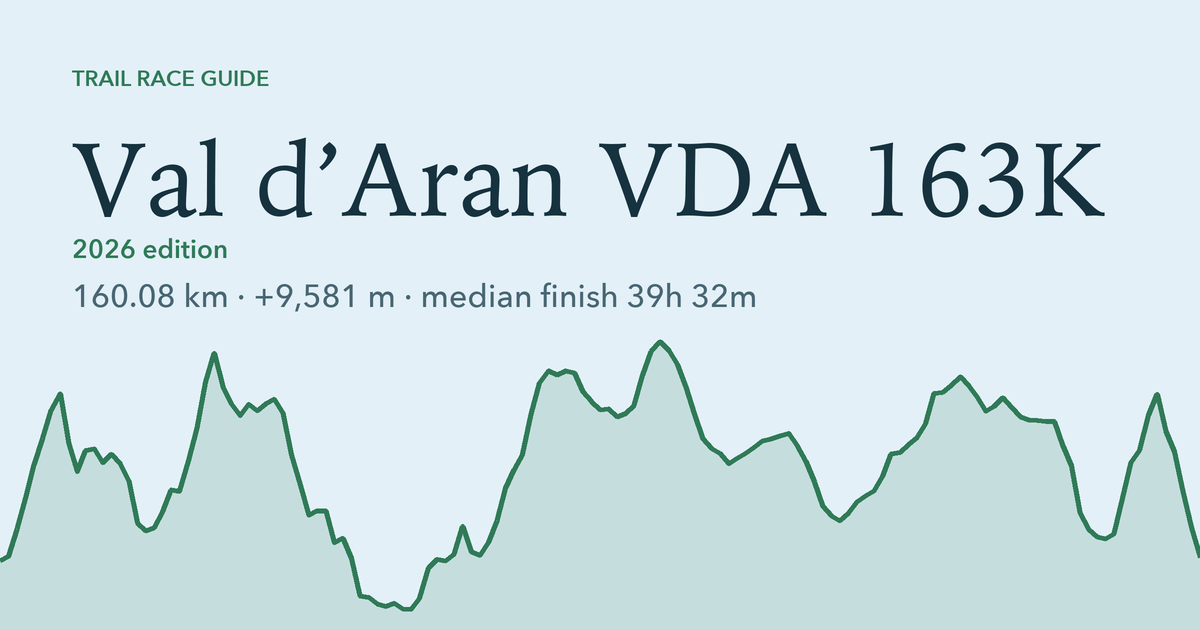 TRAIL RACE GUIDE
Val d’Aran VDA 163K
2026 edition
160.08 km · +9,581 m · median finish 39h 32m